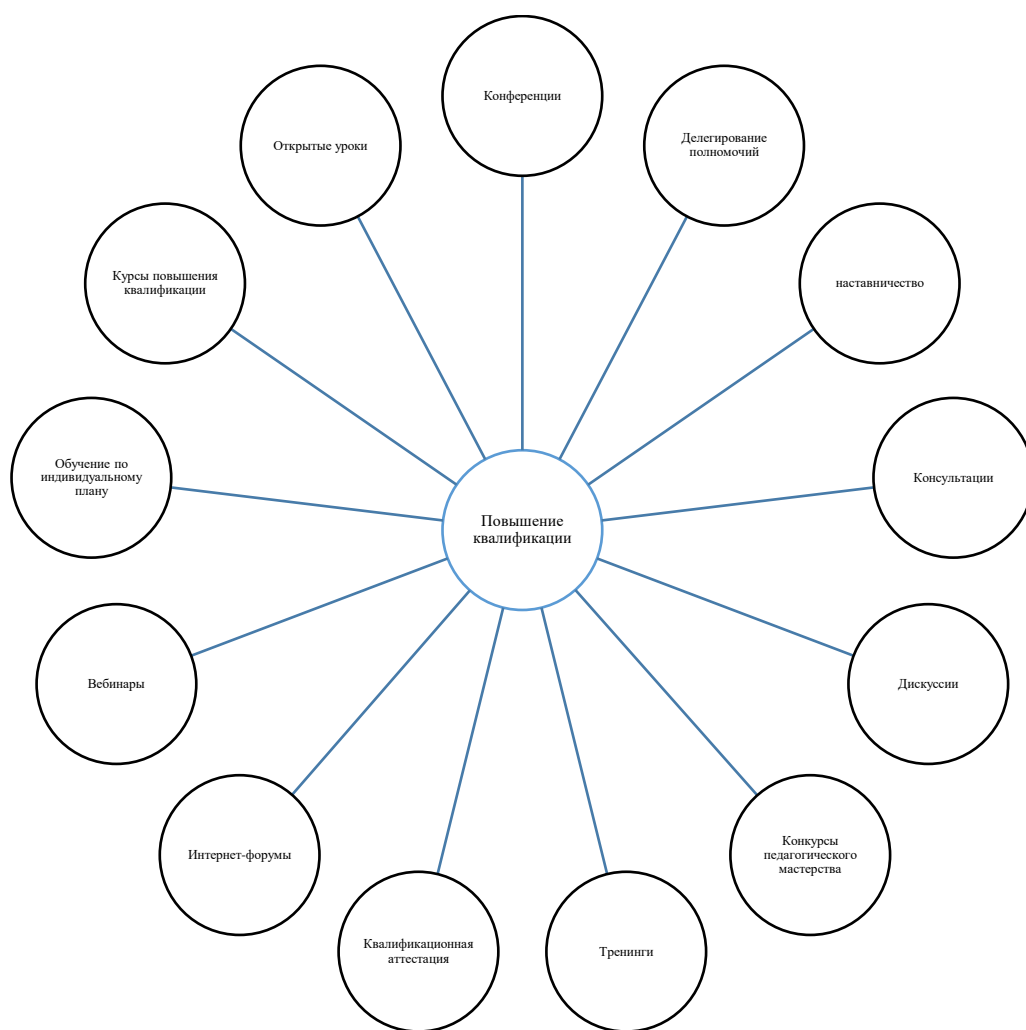 Конференции
Делегирование
полномочий
наставничество
Консультации
Дискуссии
Конкурсы
педагогического
мастерства
Тренинги
Квалификационная
аттестация
Интернет-форумы
Вебинары
Обучение по
индивидуальному
плану
Курсы повышения
квалификации
Открытые уроки
Повышение
квалификации